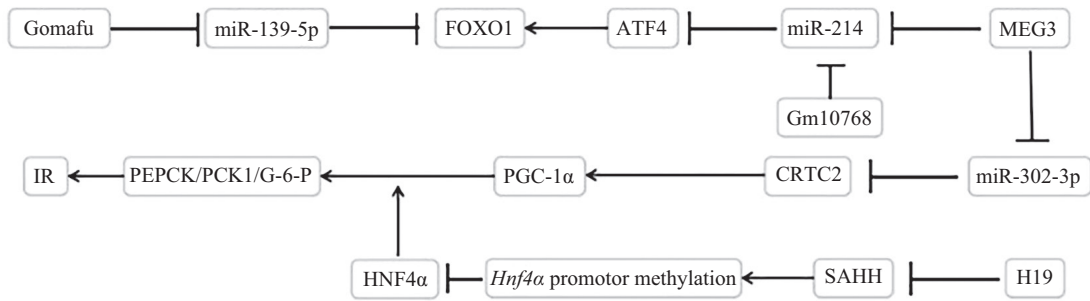 Gomafu miR-139-5p FOXO1 ATF4 miR-214 MEG3
Gm10768
IR PEPCK/PCK1/G-6-P PGC-1α CRTC2 miR-302-3p
HNF4α Hnf4α promotor methylation SAHH H19